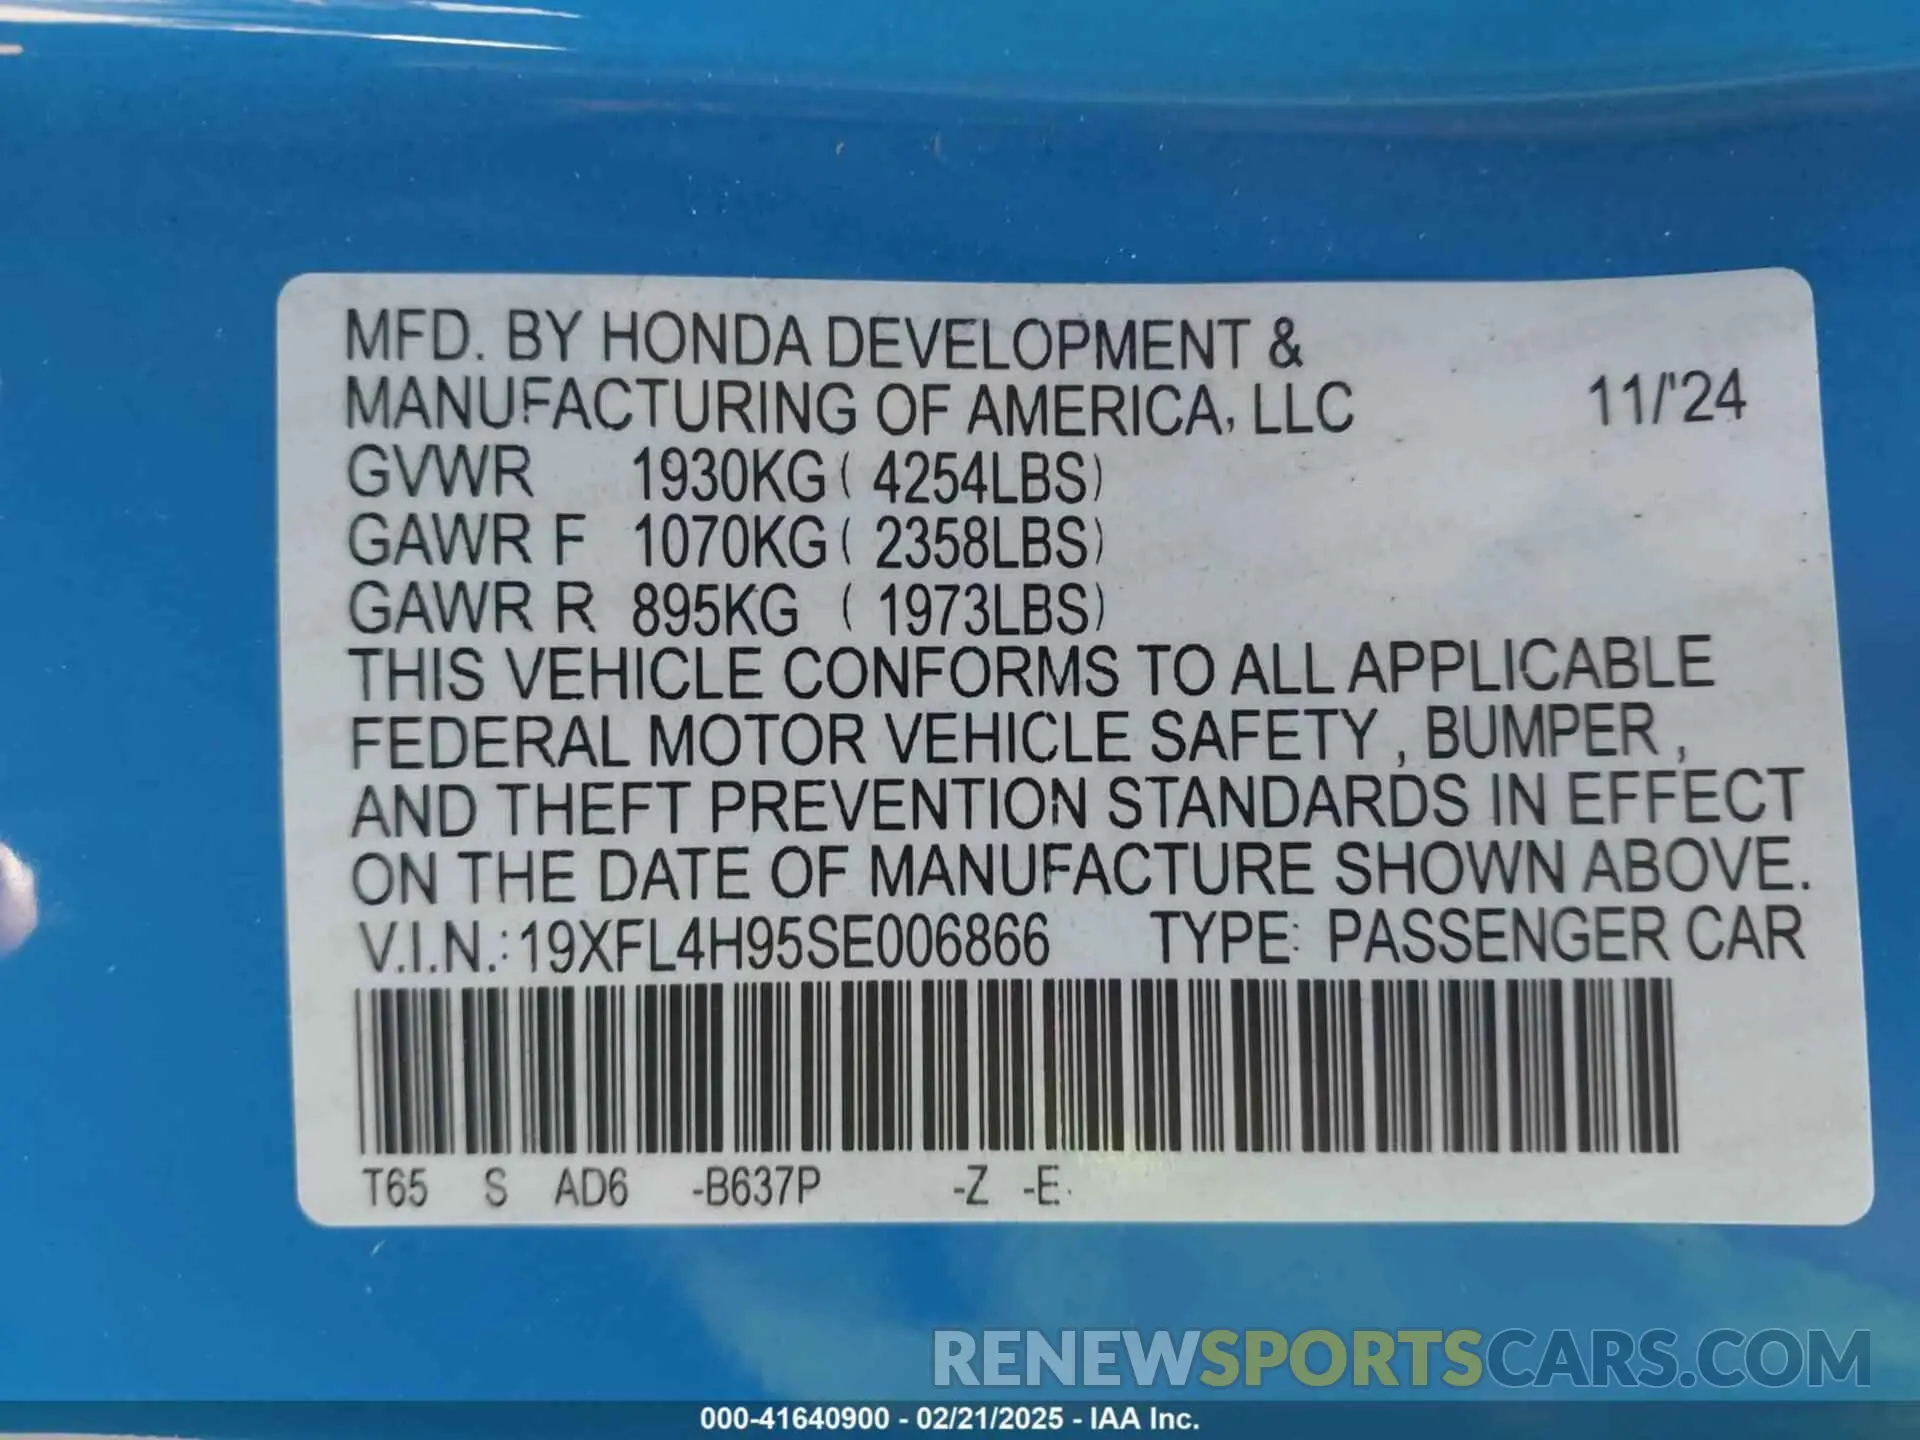 MFD. BY HONDA DEVELOPMENT &
MANUFACTURING OF AMERICA, LLC 11/'24
GVWR 1930KG ( 4254LBS)
GAWR F 1070KG ( 2358LBS)
GAWR R 895KG ( 1973LBS)
THIS VEHICLE CONFORMS TO ALL APPLICABLE
FEDERAL MOTOR VEHICLE SAFETY , BUMPER ,
AND THEFT PREVENTION STANDARDS IN EFFECT
ON THE DATE OF MANUFACTURE SHOWN ABOVE.
V.I.N.: 19XFL4H95SE006866 TYPE: PASSENGER CAR
T65 S AD6 -B637P -Z -E
RENEWSPORTSCARS.COM
000-41640900 - 02/21/2025 - IAA Inc.